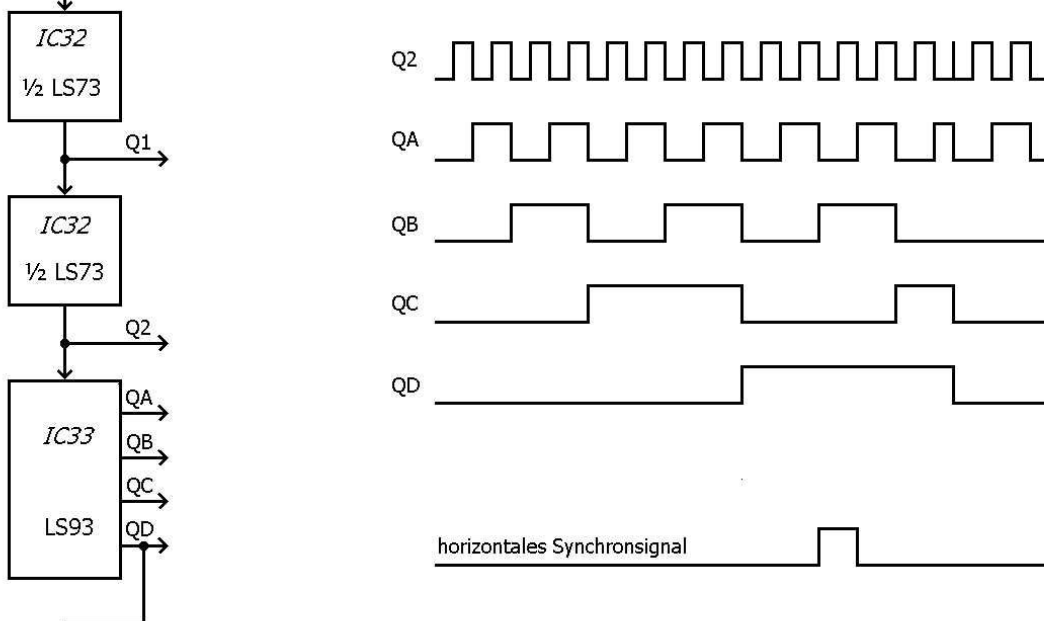 IC32
½ LS73
Q1
IC32
½ LS73
Q2
QA
IC33
QB
QC
LS93
QD
Q2
QA
QB
QC
QD
horizontales Synchronsignal